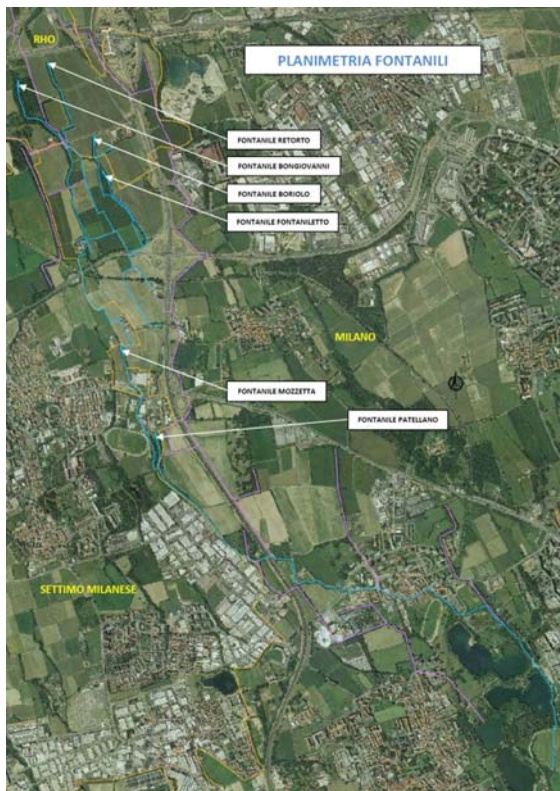 RHO
PLANIMETRIA FONTANILI
FONTANILE RETORTO
FONTANILE BONGIOVANNI
FONTANILE BORIOLO
FONTANILE FONTANILETTO
MILANO
FONTANILE MOZZETTA
FONTANILE PATELLANO
SETTIMO MILANESE